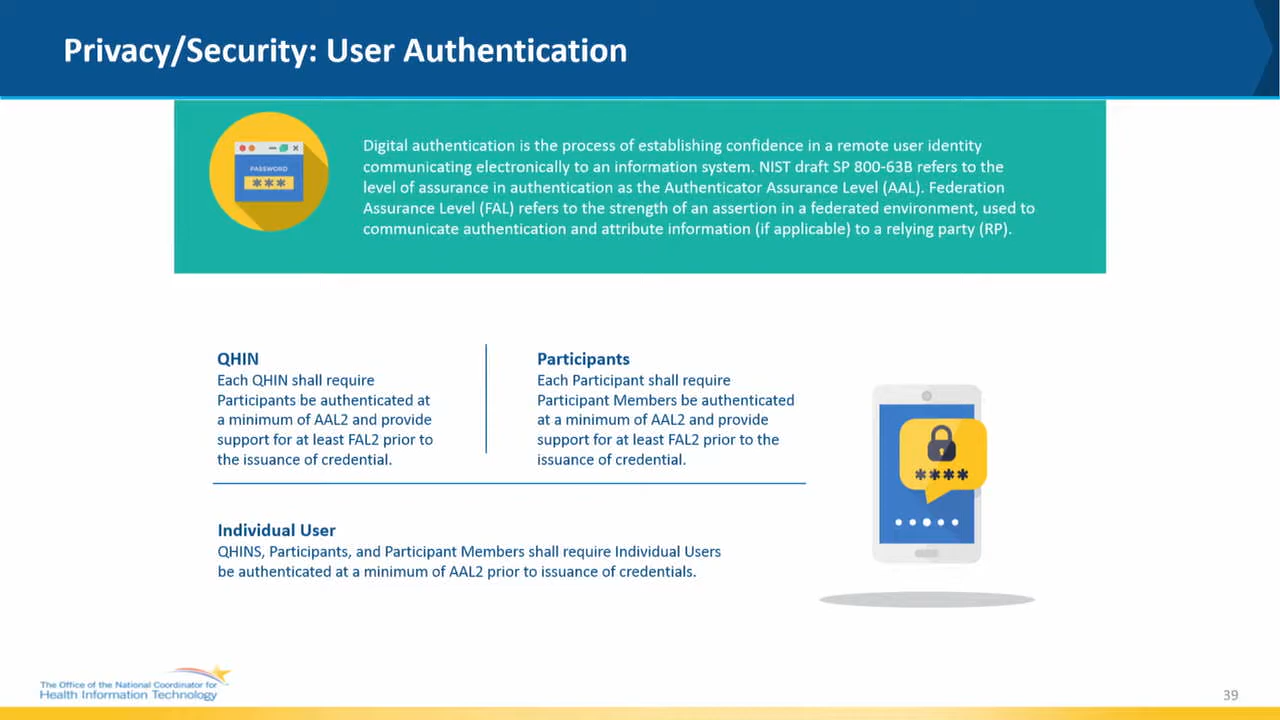 Privacy/Security: User Authentication
PASSWORD
***
Digital authentication is the process of establishing confidence in a remote user identity
communicating electronically to an information system. NIST draft SP 800-63B refers to the
level of assurance in authentication as the Authenticator Assurance Level (AAL). Federation
Assurance Level (FAL) refers to the strength of an assertion in a federated environment, used to
communicate authentication and attribute information (if applicable) to a relying party (RP).
QHIN
Each QHIN shall require
Participants be authenticated at
a minimum of AAL2 and provide
support for at least FAL2 prior to
the issuance of credential.
Participants
Each Participant shall require
Participant Members be authenticated
at a minimum of AAL2 and provide
support for at least FAL2 prior to the
issuance of credential.
****
Individual User
QHINS, Participants, and Participant Members shall require Individual Users
be authenticated at a minimum of AAL2 prior to issuance of credentials.
The Office of the National Coordinator for
Health Information Technology
39